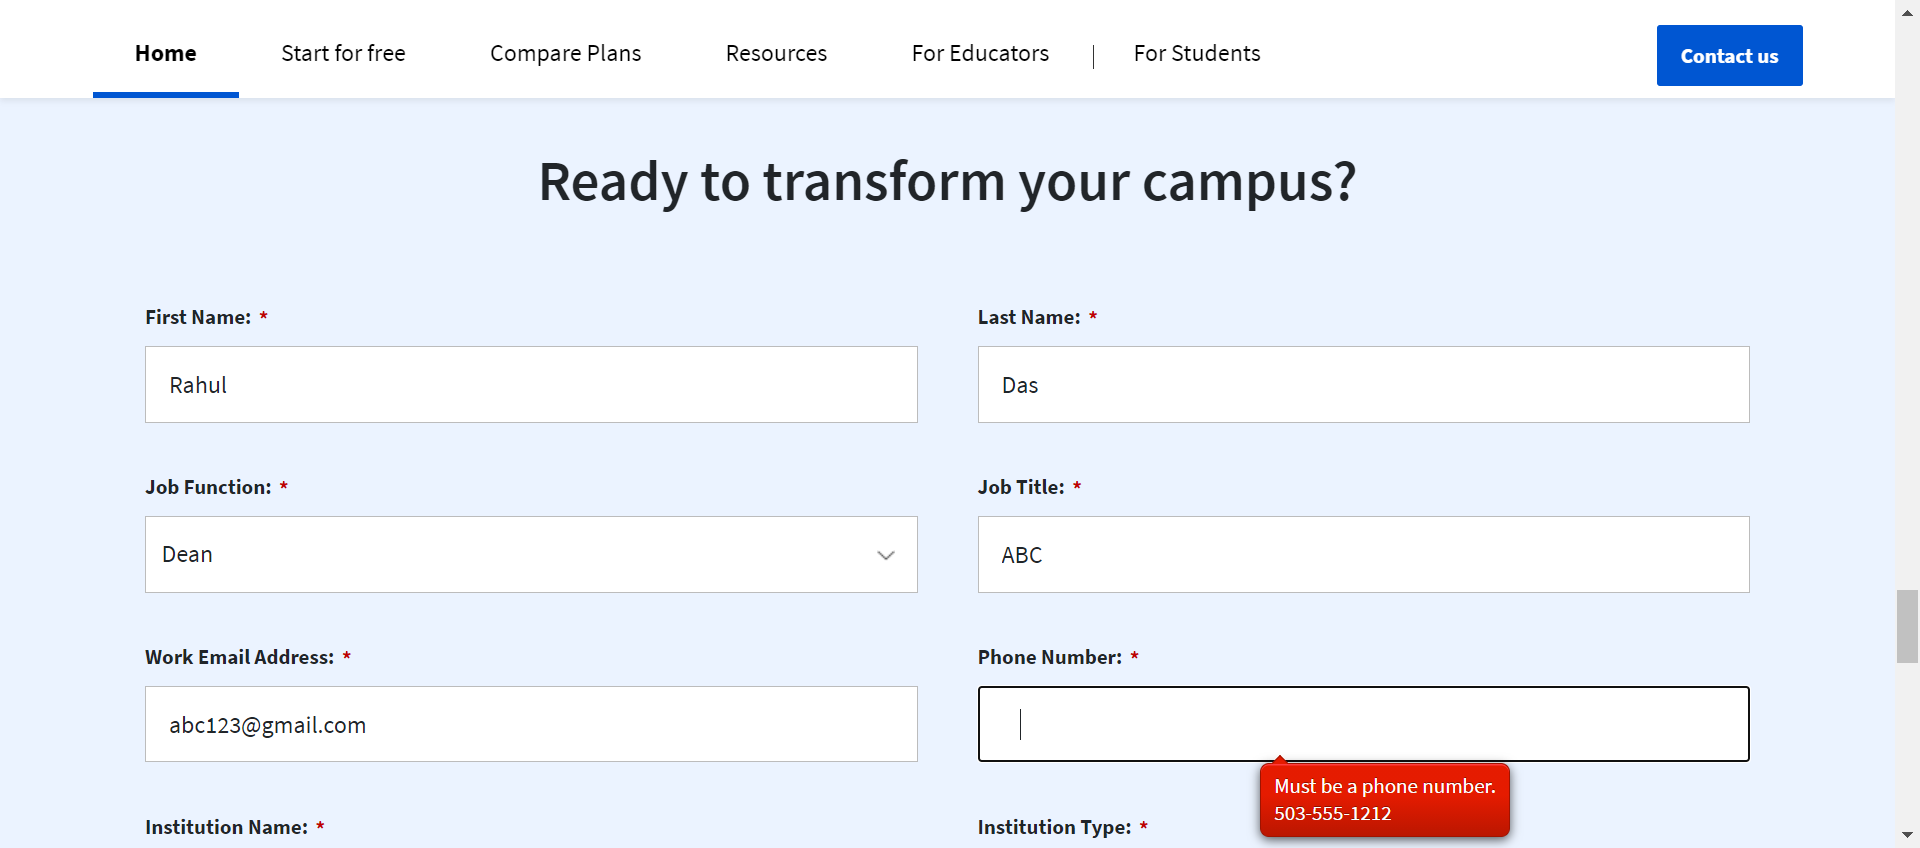 Home Start for free Compare Plans Resources For Educators | For Students Contact us
Ready to transform your campus?
First Name: * Last Name: *
Rahul Das
Job Function: * Job Title: *
Dean ABC
Work Email Address: * Phone Number: *
abc123@gmail.com
Must be a phone number.
503-555-1212
Institution Name: * Institution Type: *